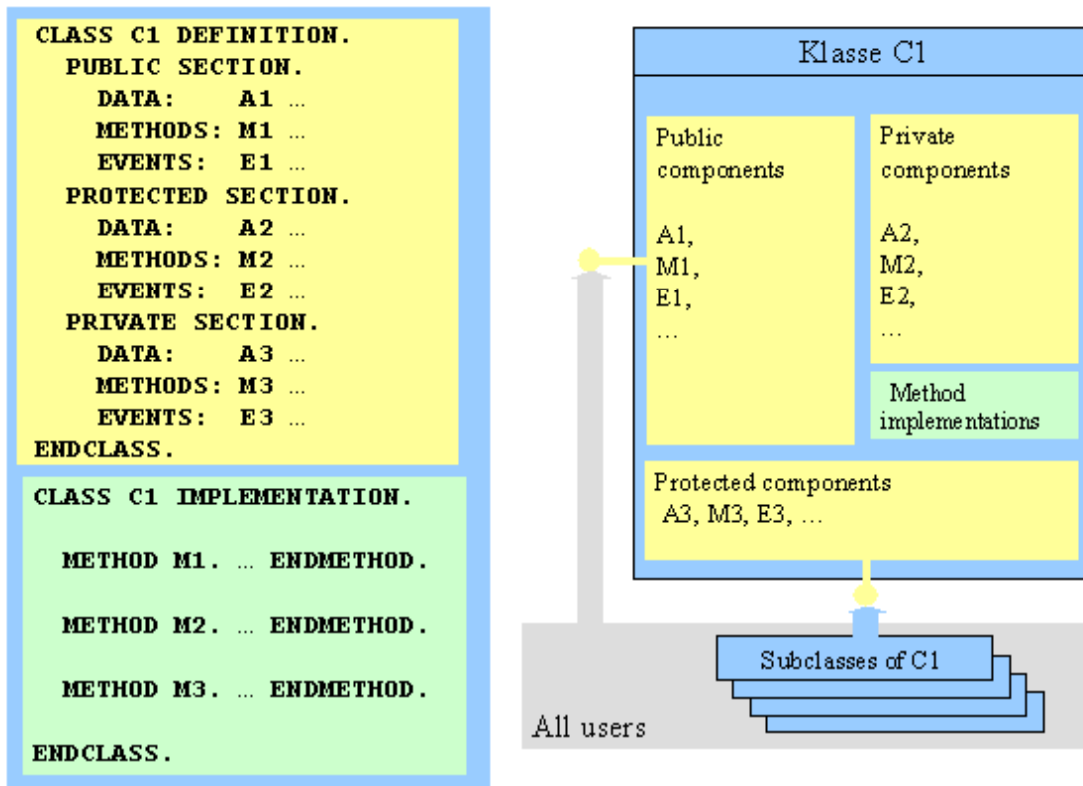 CLASS C1 DEFINITION.
PUBLIC SECTION.
DATA: A1 …
METHODS: M1 …
EVENTS: E1 …
PROTECTED SECTION.
DATA: A2 …
METHODS: M2 …
EVENTS: E2 …
PRIVATE SECTION.
DATA: A3 …
METHODS: M3 …
EVENTS: E3 …
ENDCLASS.
CLASS C1 IMPLEMENTATION.
METHOD M1. … ENDMETHOD.
METHOD M2. … ENDMETHOD.
METHOD M3. … ENDMETHOD.
ENDCLASS.
Klasse C1
Public
components
A1,
M1,
E1,
…
Private
components
A2,
M2,
E2,
…
Method
implementations
Protected components
A3, M3, E3, …
Subclasses of C1
All users